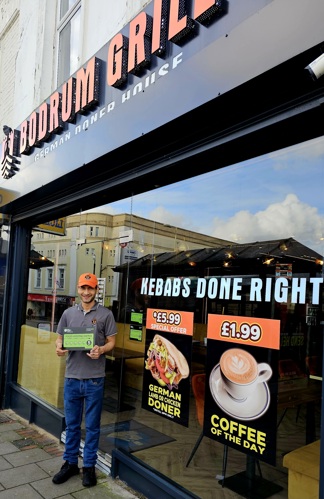 BODRUM GRILL
GERMAN DONER HOUSE
KEBABS DONE RIGHT
£5.99
SPECIAL OFFER
GERMAN
LAMB OR CHICKEN
DONER
£1.99
COFFEE
OF THE DAY